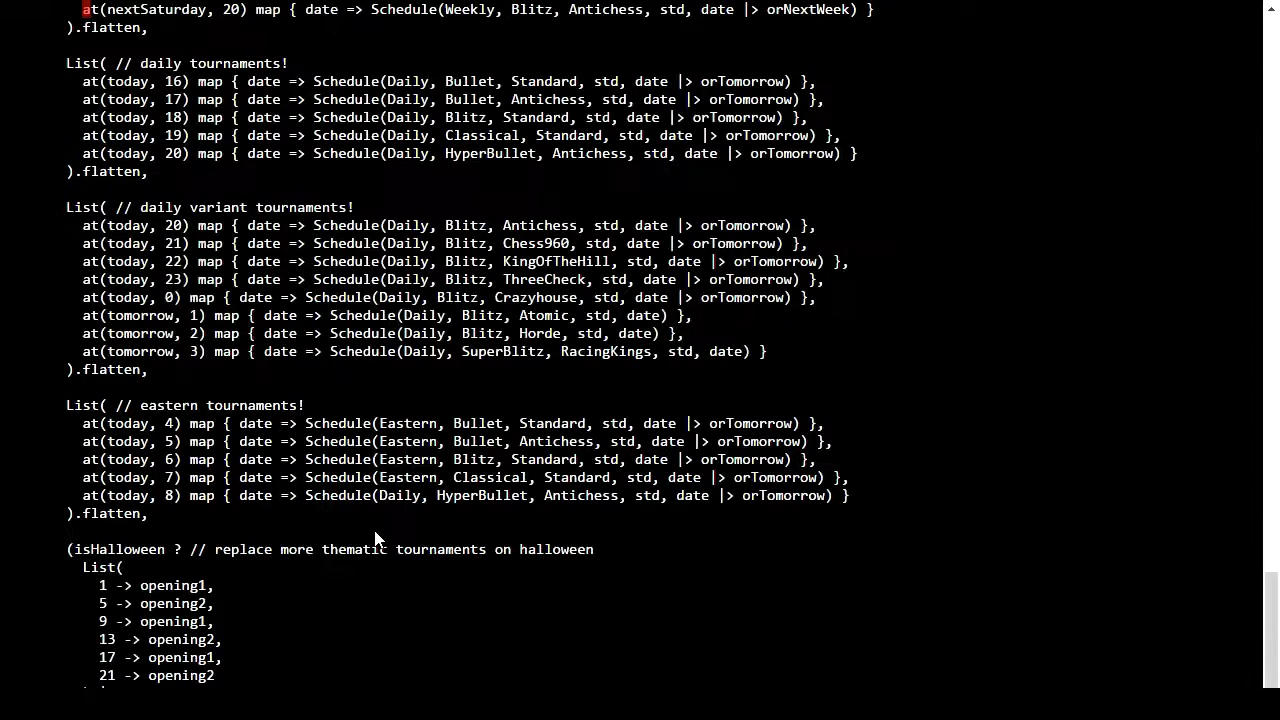 at(nextSaturday, 20) map { date => Schedule(Weekly, Blitz, Antichess, std, date |> orNextWeek) }
).flatten,
List( // daily tournaments!
at(today, 16) map { date => Schedule(Daily, Bullet, Standard, std, date |> orTomorrow) },
at(today, 17) map { date => Schedule(Daily, Bullet, Antichess, std, date |> orTomorrow) },
at(today, 18) map { date => Schedule(Daily, Blitz, Standard, std, date |> orTomorrow) },
at(today, 19) map { date => Schedule(Daily, Classical, Standard, std, date |> orTomorrow) },
at(today, 20) map { date => Schedule(Daily, HyperBullet, Antichess, std, date |> orTomorrow) }
).flatten,
List( // daily variant tournaments!
at(today, 20) map { date => Schedule(Daily, Blitz, Antichess, std, date |> orTomorrow) },
at(today, 21) map { date => Schedule(Daily, Blitz, Chess960, std, date |> orTomorrow) },
at(today, 22) map { date => Schedule(Daily, Blitz, KingOfTheHill, std, date |> orTomorrow) },
at(today, 23) map { date => Schedule(Daily, Blitz, ThreeCheck, std, date |> orTomorrow) },
at(today, 0) map { date => Schedule(Daily, Blitz, Crazyhouse, std, date |> orTomorrow) },
at(tomorrow, 1) map { date => Schedule(Daily, Blitz, Atomic, std, date) },
at(tomorrow, 2) map { date => Schedule(Daily, Blitz, Horde, std, date) },
at(tomorrow, 3) map { date => Schedule(Daily, SuperBlitz, RacingKings, std, date) }
).flatten,
List( // eastern tournaments!
at(today, 4) map { date => Schedule(Eastern, Bullet, Standard, std, date |> orTomorrow) },
at(today, 5) map { date => Schedule(Eastern, Bullet, Antichess, std, date |> orTomorrow) },
at(today, 6) map { date => Schedule(Eastern, Blitz, Standard, std, date |> orTomorrow) },
at(today, 7) map { date => Schedule(Eastern, Classical, Standard, std, date |> orTomorrow) },
at(today, 8) map { date => Schedule(Daily, HyperBullet, Antichess, std, date |> orTomorrow) }
).flatten,
(isHalloween ? // replace more thematic tournaments on halloween
List(
1 -> opening1,
5 -> opening2,
9 -> opening1,
13 -> opening2,
17 -> opening1,
21 -> opening2